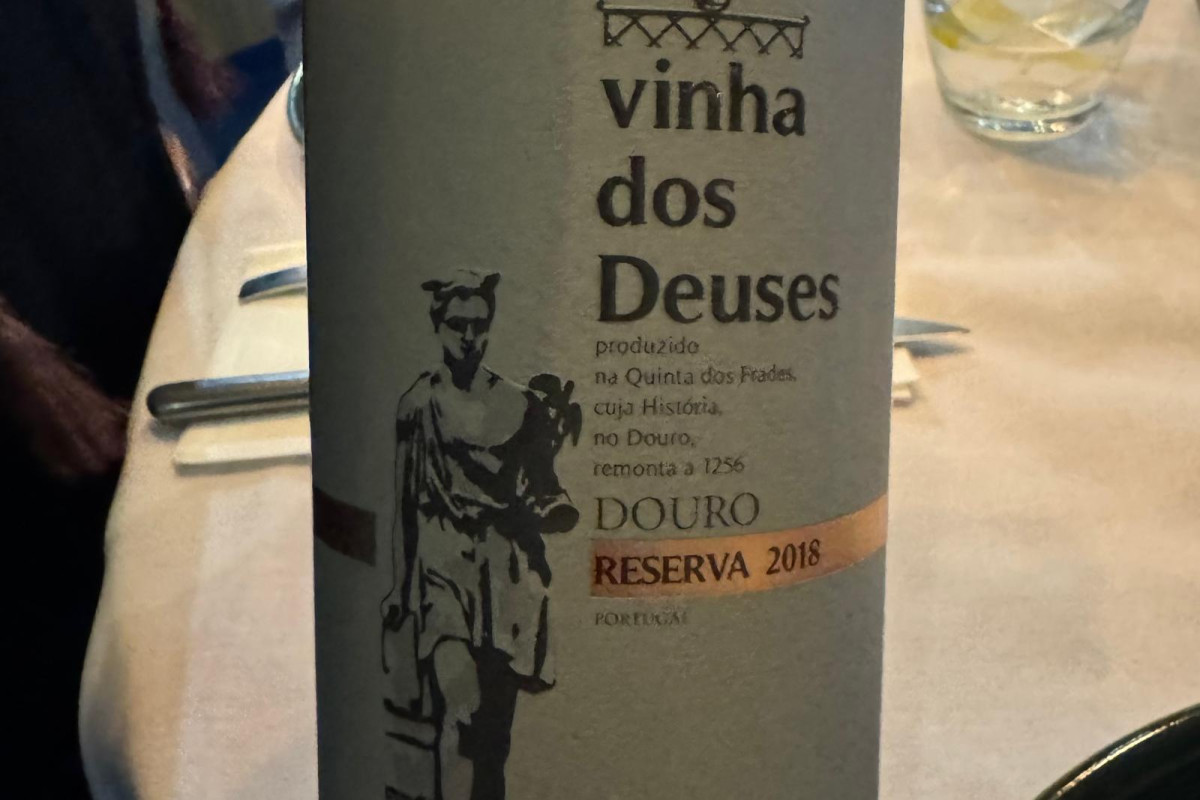 vinha
dos
Deuses
produzido
na Quinta dos Frades,
cuja História,
no Douro,
remonta a 1256
DOURO
RESERVA 2018
PORTUGAL